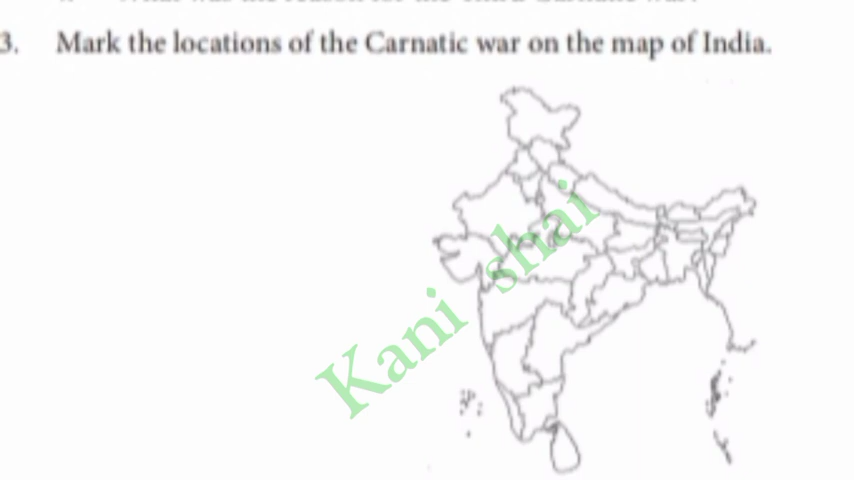 3. Mark the locations of the Carnatic war on the map of India.
Kani shai